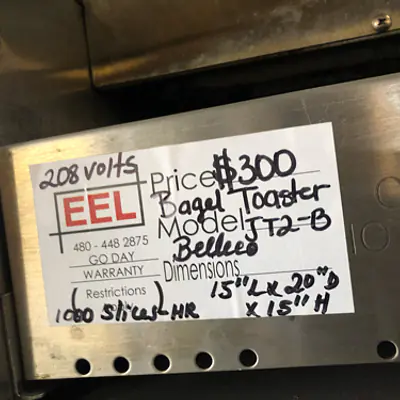 208 volts
EEL
480 - 448 2875
GO DAY
WARRANTY
(Restrictions)
1000 Slices-HR
Price $300
Bagel Toaster
Model JT2-B
Belleco
Dimensions
15"L x 20"D
x 15"H